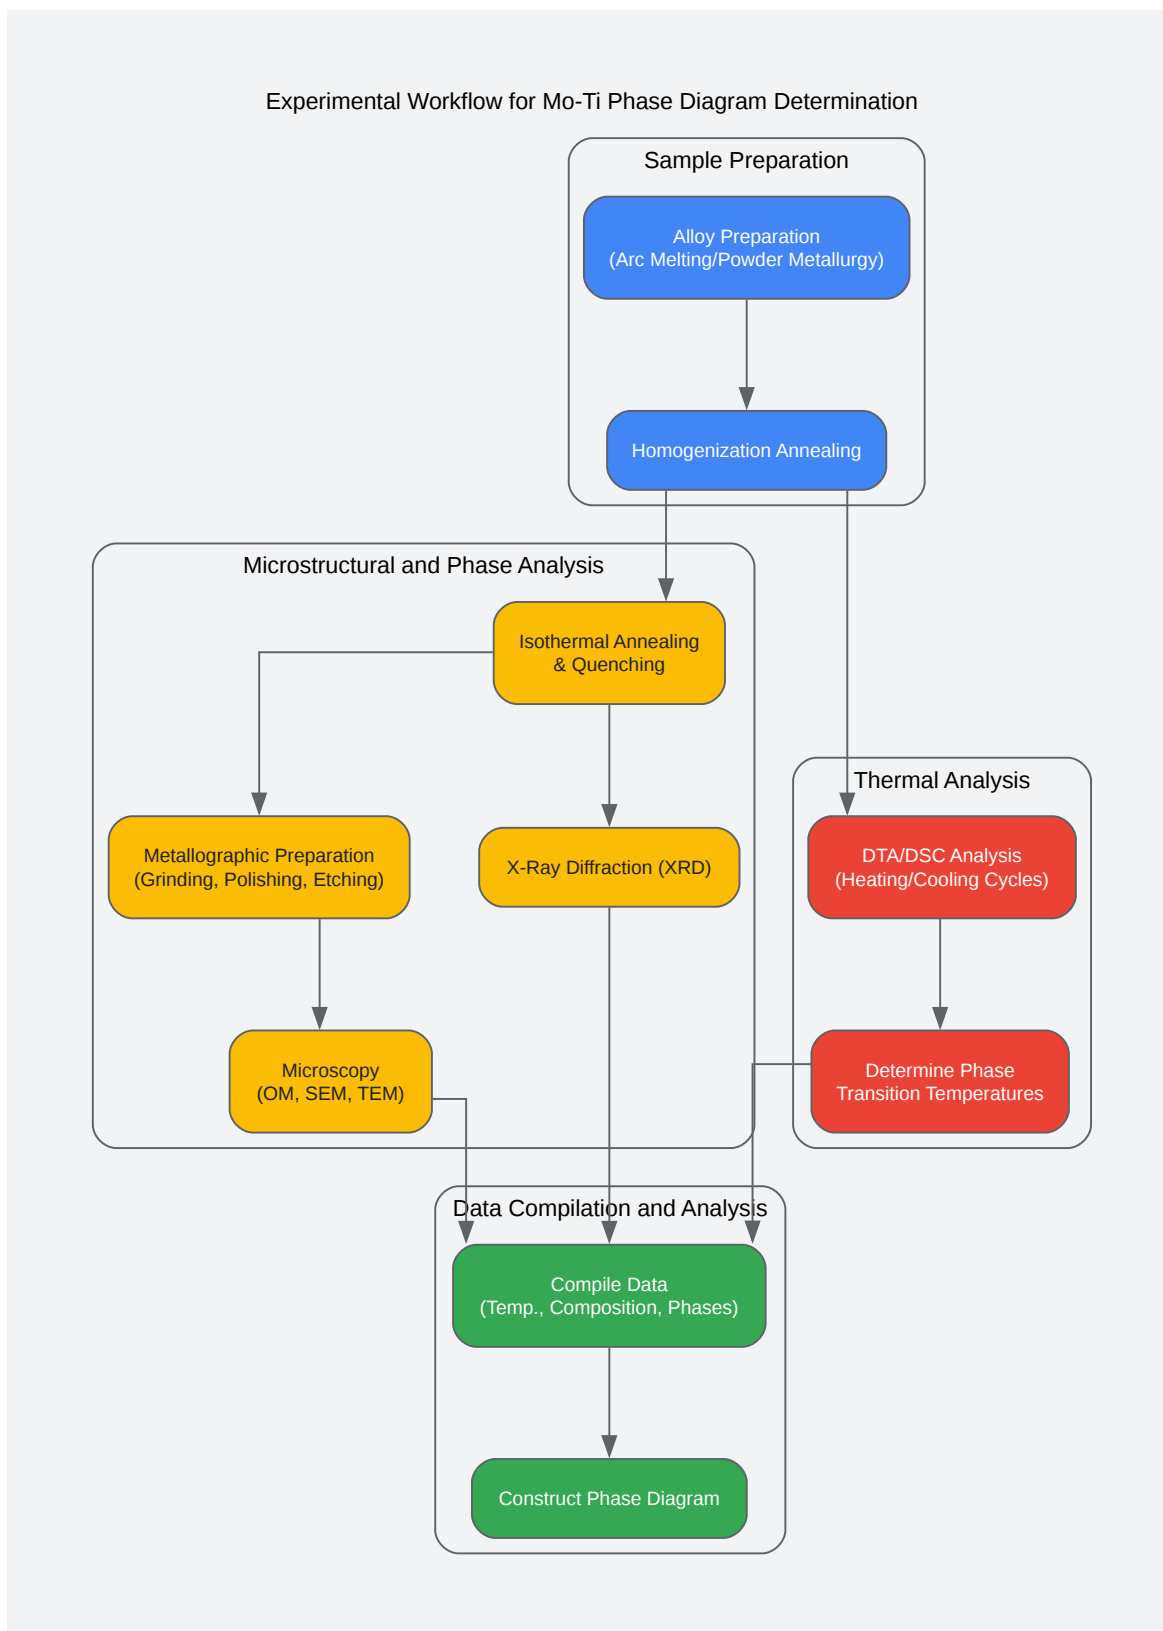 Experimental Workflow for Mo-Ti Phase Diagram Determination
Sample Preparation
Alloy Preparation
(Arc Melting/Powder Metallurgy)
Homogenization Annealing
Microstructural and Phase Analysis
Isothermal Annealing
& Quenching
Metallographic Preparation
(Grinding, Polishing, Etching)
X-Ray Diffraction (XRD)
Microscopy
(OM, SEM, TEM)
Thermal Analysis
DTA/DSC Analysis
(Heating/Cooling Cycles)
Determine Phase
Transition Temperatures
Data Compilation and Analysis
Compile Data
(Temp., Composition, Phases)
Construct Phase Diagram